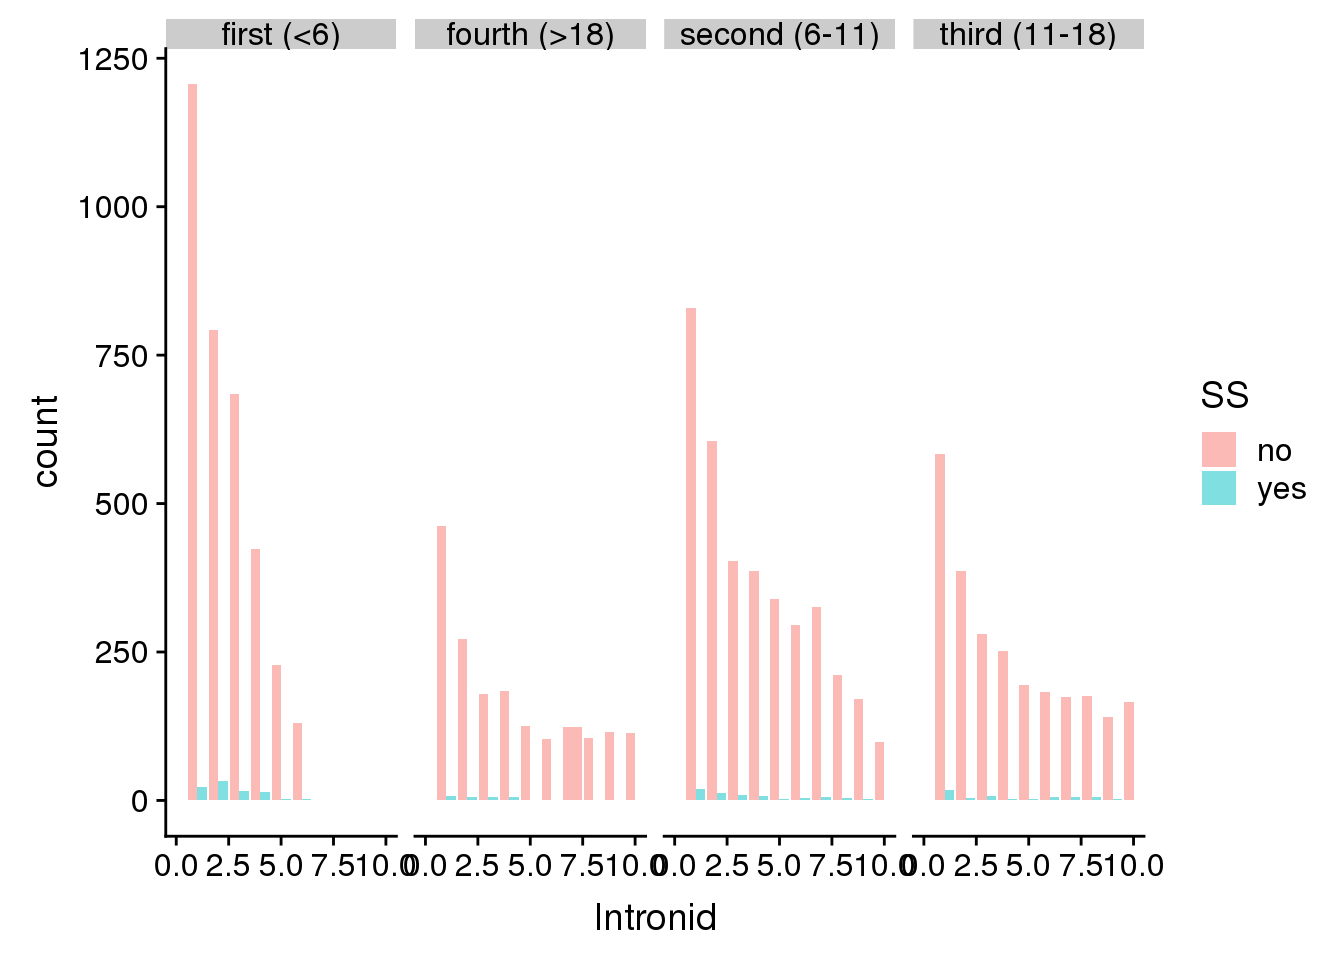 first (<6) fourth (>18) second (6-11) third (11-18)
1250
1000
750
500
250
0
count
0.0 2.5 5.0 7.5 10.0 0.0 2.5 5.0 7.5 10.0 0.0 2.5 5.0 7.5 10.0 0.0 2.5 5.0 7.5 10.0
Intronid
SS
no
yes